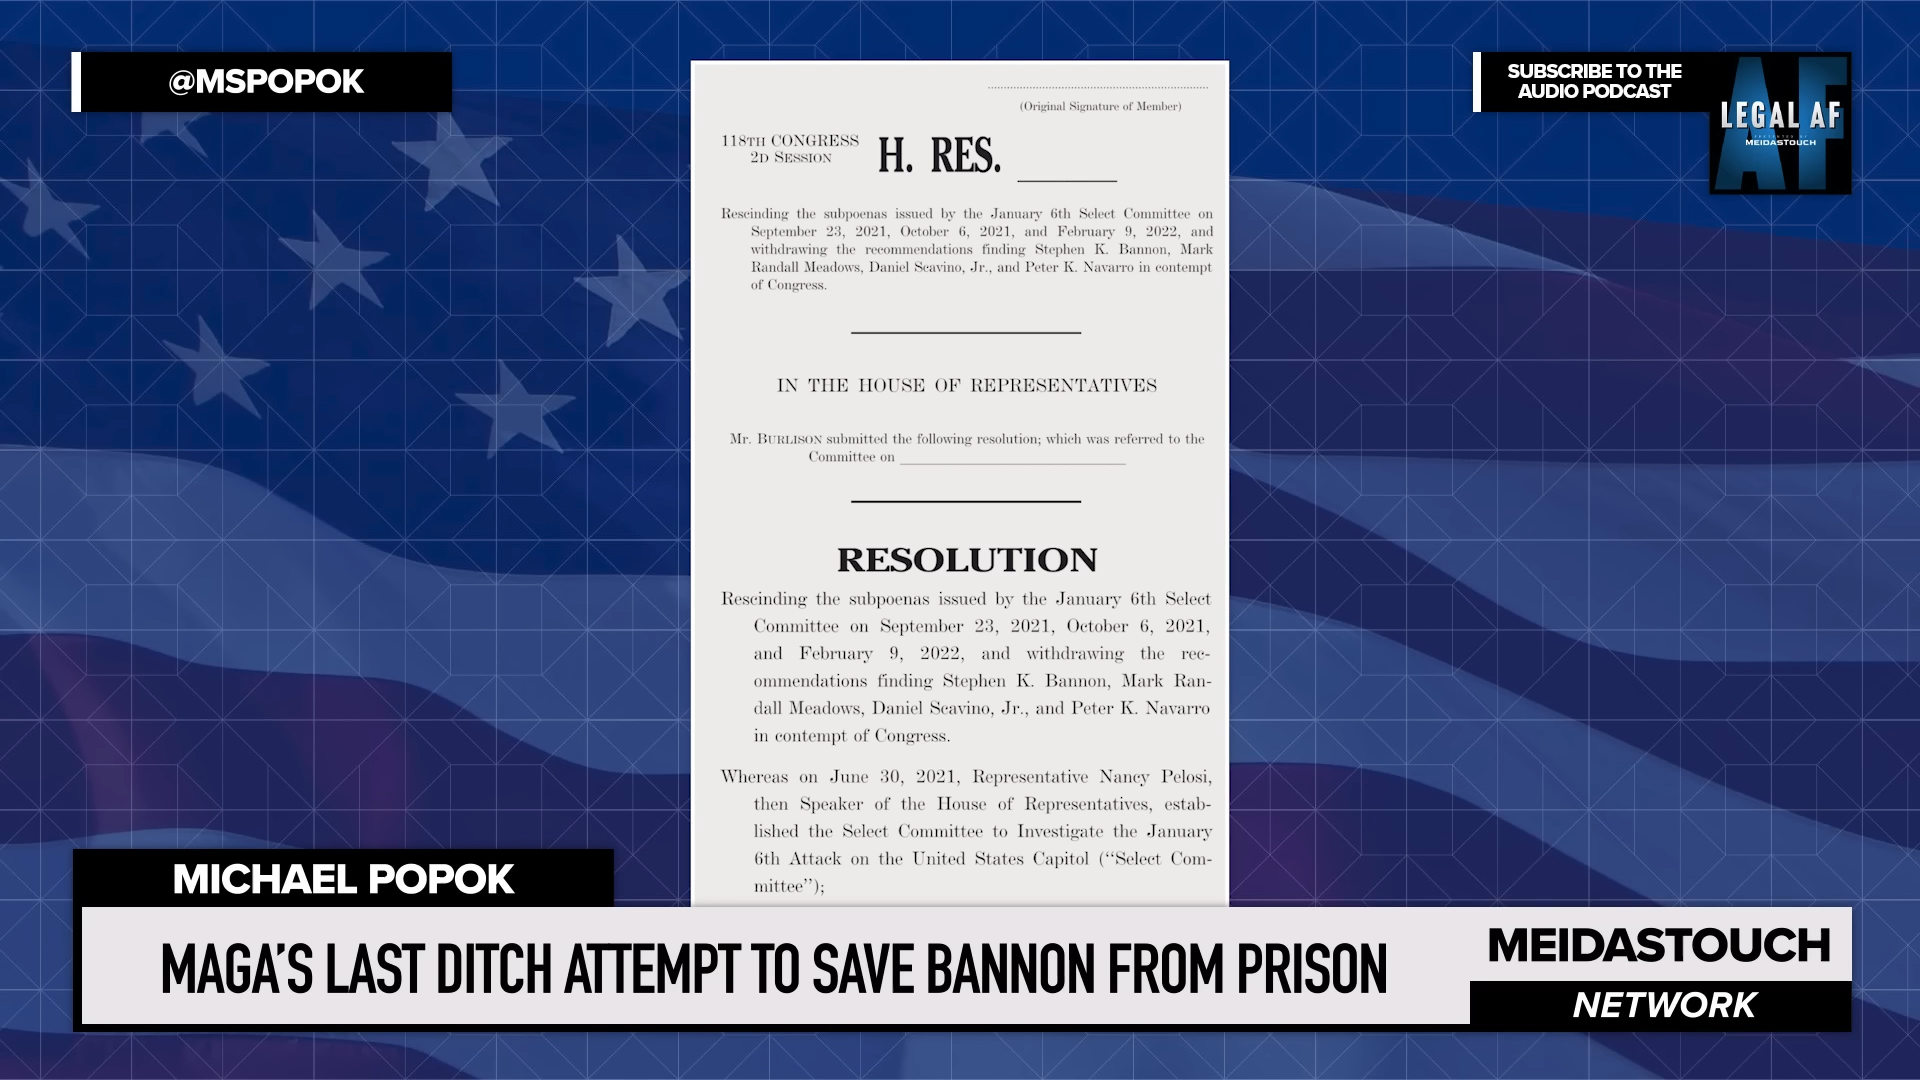 @MSPOPOK
SUBSCRIBE TO THE
AUDIO PODCAST
LEGAL AF
MEIDASTOUCH
(Original Signature of Member)
118TH CONGRESS
2D SESSION
H. RES.
Rescinding the subpoenas issued by the January 6th Select Committee on
September 23, 2021, October 6, 2021, and February 9, 2022, and
withdrawing the recommendations finding Stephen K. Bannon, Mark
Randall Meadows, Daniel Scavino, Jr., and Peter K. Navarro in contempt
of Congress.
IN THE HOUSE OF REPRESENTATIVES
Mr. BURLISON submitted the following resolution; which was referred to the
Committee on
RESOLUTION
Rescinding the subpoenas issued by the January 6th Select
Committee on September 23, 2021, October 6, 2021,
and February 9, 2022, and withdrawing the rec-
ommendations finding Stephen K. Bannon, Mark Ran-
dall Meadows, Daniel Scavino, Jr., and Peter K. Navarro
in contempt of Congress.
Whereas on June 30, 2021, Representative Nancy Pelosi,
then Speaker of the House of Representatives, estab-
lished the Select Committee to Investigate the January
6th Attack on the United States Capitol (‘‘Select Com-
mittee’’);
MICHAEL POPOK
MAGA'S LAST DITCH ATTEMPT TO SAVE BANNON FROM PRISON
MEIDASTOUCH
NETWORK